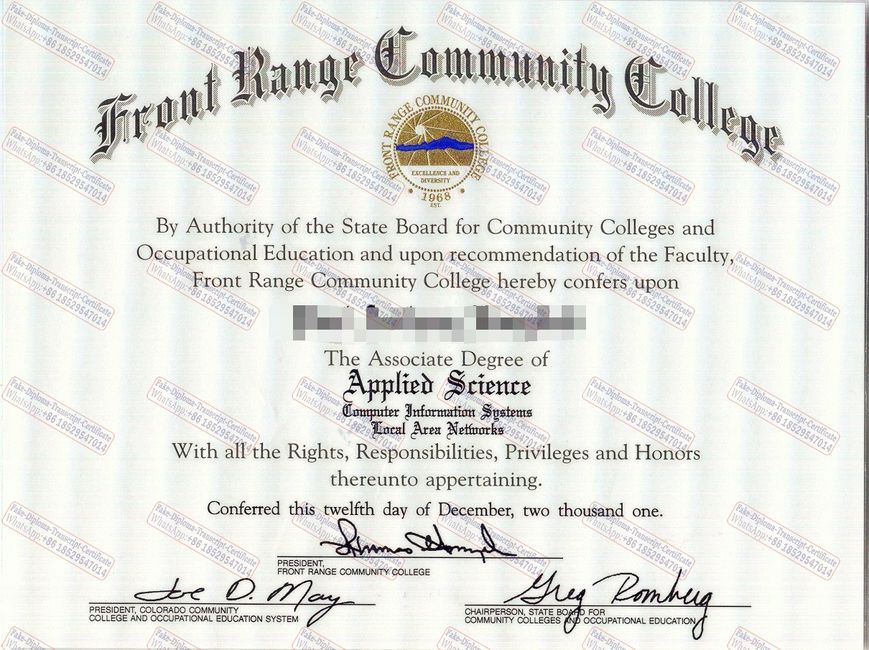 Front Range Community College
FRONT RANGE COMMUNITY COLLEGE
EXCELLENCE AND
DIVERSITY
1968
EST.
By Authority of the State Board for Community Colleges and
Occupational Education and upon recommendation of the Faculty,
Front Range Community College hereby confers upon
The Associate Degree of
Applied Science
Computer Information Systems
Local Area Networks
With all the Rights, Responsibilities, Privileges and Honors
thereunto appertaining.
Conferred this twelfth day of December, two thousand one.
PRESIDENT,
FRONT RANGE COMMUNITY COLLEGE
Joe D. May
PRESIDENT, COLORADO COMMUNITY
COLLEGE AND OCCUPATIONAL EDUCATION SYSTEM
Greg Romberg
CHAIRPERSON, STATE BOARD FOR
COMMUNITY COLLEGES AND OCCUPATIONAL EDUCATION
Fake-Diploma-Transcript-Certificate
WhatsApp:+86 18529547014